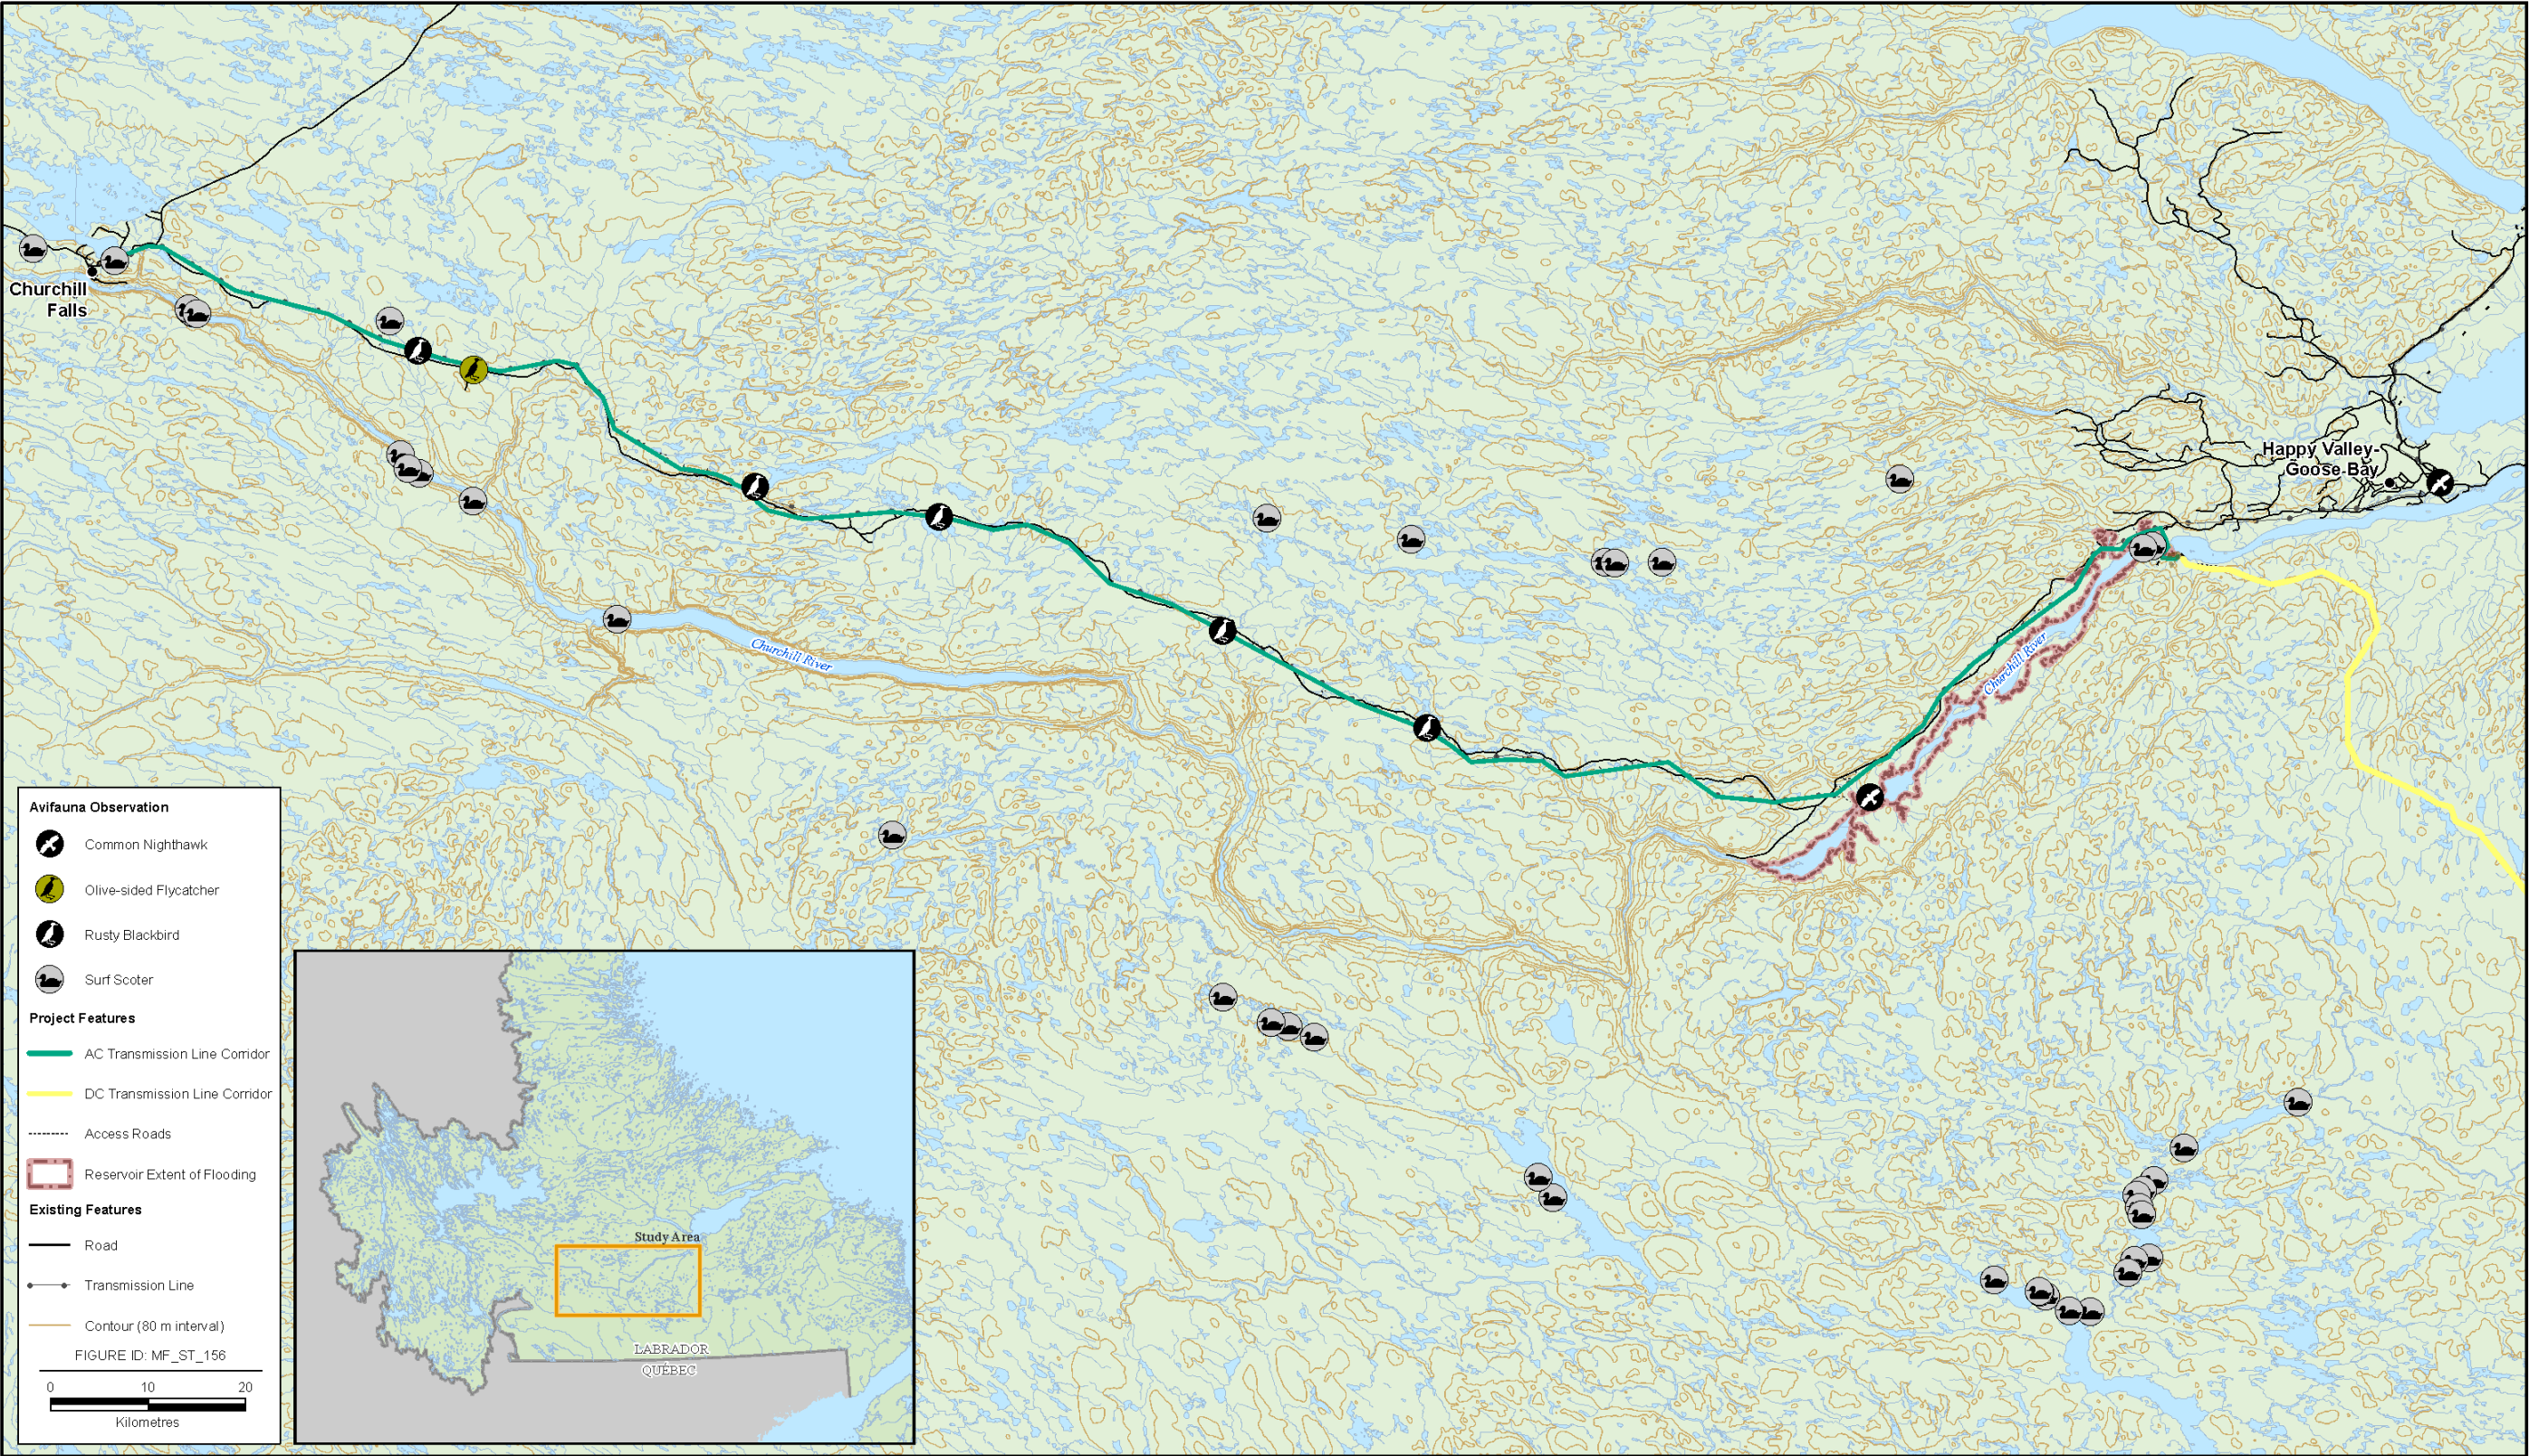 Churchill
Falls
Happy Valley-
Goose Bay
Churchill River
Churchill River
Avifauna Observation
Common Nighthawk
Olive-sided Flycatcher
Rusty Blackbird
Surf Scoter
Project Features
AC Transmission Line Corridor
DC Transmission Line Corridor
Access Roads
Reservoir Extent of Flooding
Existing Features
Road
Transmission Line
Contour (80 m interval)
FIGURE ID: MF_ST_156
0 10 20
Kilometres
Study Area
LABRADOR
QUÉBEC